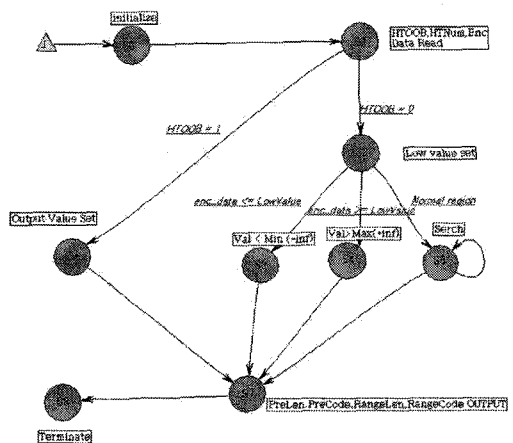 initialize
HTOOB,HTNum,Enc
Data Read
HTOOB = 1
HTOOB = 0
Low value set
enc_data <= LowValue
enc_data >= LowValue
Normal region
Output Value Set
Val < Min (-inf)
Val>Max(+inf)
Serch
PreLen,PreCode,RangeLen,RangeCode OUTPUT
Terminate